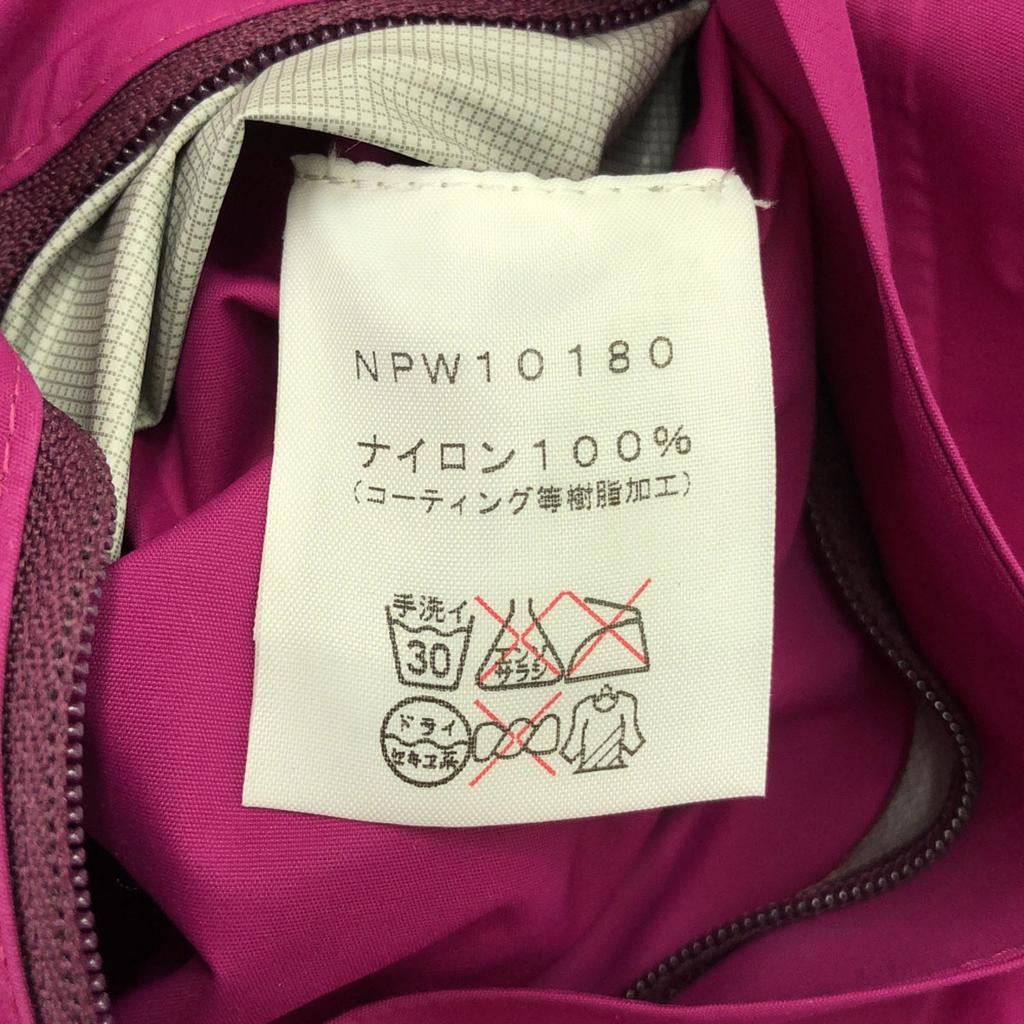 NPW10180
ナイロン100%
(コーティング等樹脂加工)
手洗イ
30
エンソ
サラシ
ドライ
セキユ系